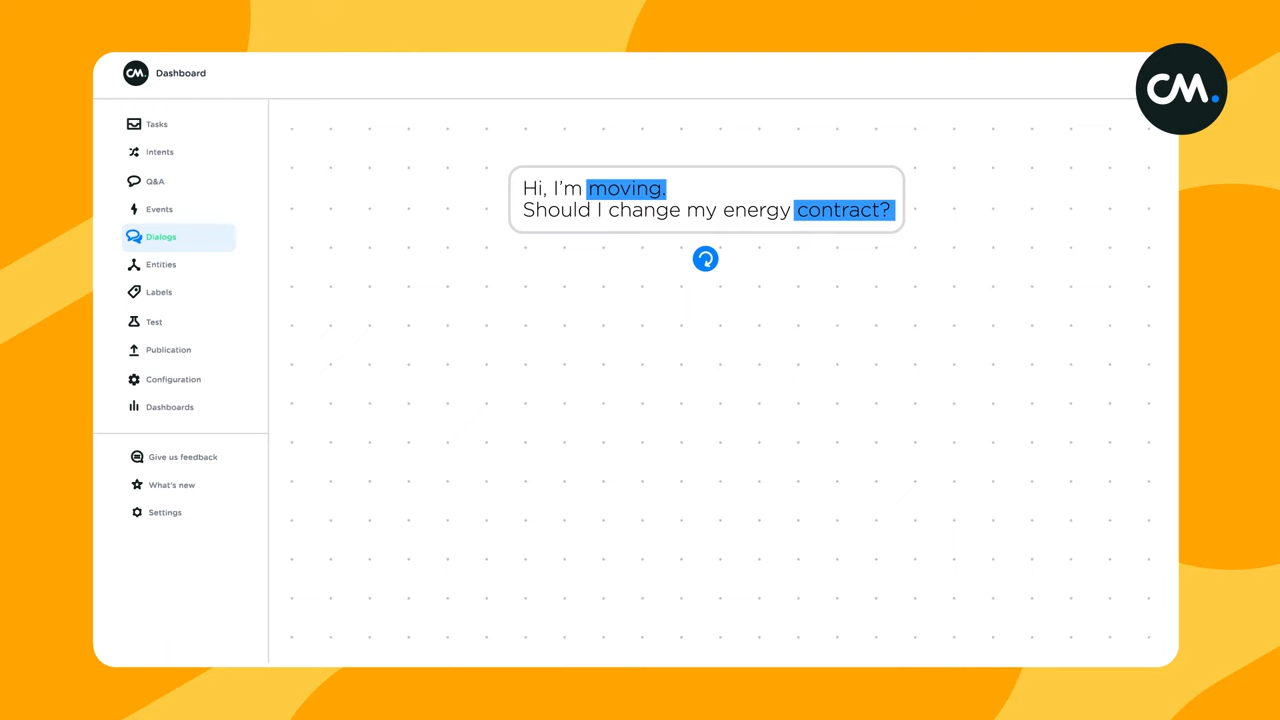 CM.
Dashboard
CM.
Tasks
Intents
Q&A
Events
Dialogs
Entities
Labels
Test
Publication
Configuration
Dashboards
Give us feedback
What's new
Settings
Hi, I'm moving.
Should I change my energy contract?